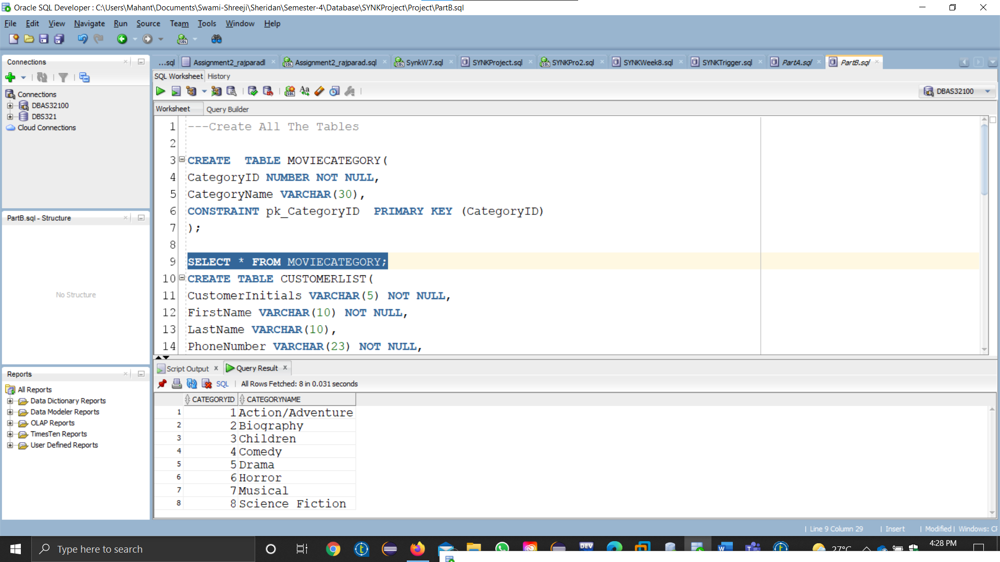 Oracle SQL Developer : C:\Users\Mahant\Documents\Swami-Shreeji\Sheridan\Semester-4\Database\SYNKProject\Project\PartB.sql
File Edit View Navigate Run Source Team Tools Window Help
Connections
Connections
DBAS32100
DBS321
Cloud Connections
PartB.sql - Structure
No Structure
Reports
All Reports
Data Dictionary Reports
Data Modeler Reports
OLAP Reports
TimesTen Reports
User Defined Reports
...sql Assignment2_rajparadl Assignment2_rajparad.sql SynkW7.sql SYNKProject.sql SYNKPro2.sql SYNKWeek8.sql SYNKTrigger.sql PartA.sql PartB.sql
SQL Worksheet History
DBAS32100
Worksheet Query Builder
1 ---Create All The Tables
2
3 CREATE  TABLE MOVIECATEGORY(
4 CategoryID NUMBER NOT NULL,
5 CategoryName VARCHAR(30),
6 CONSTRAINT pk_CategoryID  PRIMARY KEY (CategoryID)
7 );
8
9 SELECT * FROM MOVIECATEGORY;
10 CREATE TABLE CUSTOMERLIST(
11 CustomerInitials VARCHAR(5) NOT NULL,
12 FirstName VARCHAR(10) NOT NULL,
13 LastName VARCHAR(10),
14 PhoneNumber VARCHAR(23) NOT NULL,
Script Output Query Result
SQL All Rows Fetched: 8 in 0.031 seconds
CATEGORYID CATEGORYNAME
1 1 Action/Adventure
2 2 Biography
3 3 Children
4 4 Comedy
5 5 Drama
6 6 Horror
7 7 Musical
8 8 Science Fiction
Line 9 Column 29 | Insert | Modified | Windows:
Type here to search
DEV
27°C
4:28 PM